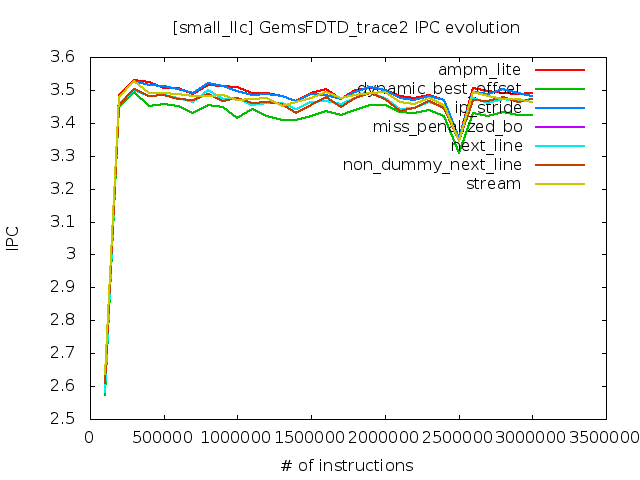 [small_llc] GemsFDTD_trace2 IPC evolution
3.6
3.5
3.4
3.3
3.2
3.1
3
2.9
2.8
2.7
2.6
2.5
IPC
ampm_lite
dynamic_best_offset
ip_stride
miss_penalized_bo
next_line
non_dummy_next_line
stream
0 500000 1000000 1500000 2000000 2500000 3000000 3500000
# of instructions